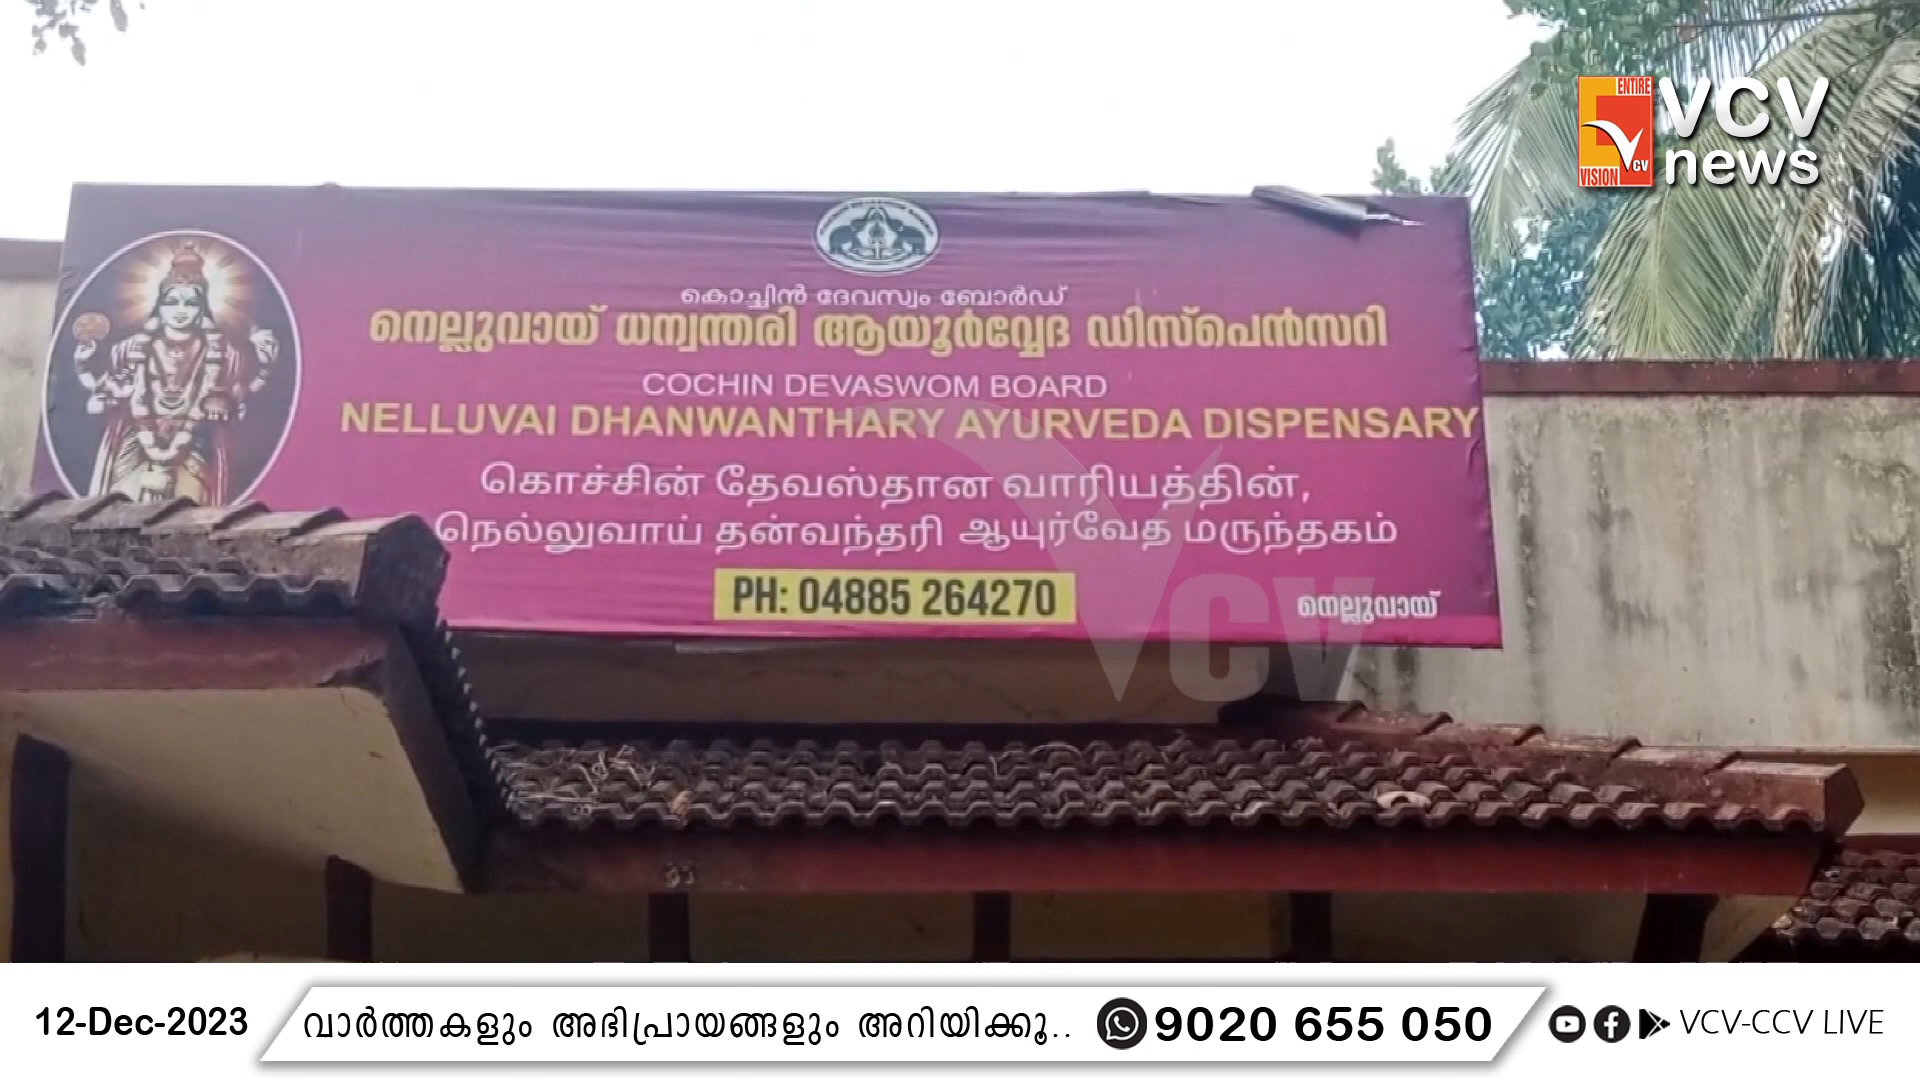 ENTIRE
VISION
CV
VCV
news
കൊച്ചിൻ ദേവസ്വം ബോർഡ്
നെല്ലുവായ് ധന്വന്തരി ആയൂർവ്വേദ ഡിസ്പെൻസറി
COCHIN DEVASWOM BOARD
NELLUVAI DHANWANTHARY AYURVEDA DISPENSARY
கொச்சின் தேவஸ்தான வாரியத்தின்,
நெல்லுவாய் தன்வந்தரி ஆயுர்வேத மருந்தகம்
PH: 04885 264270
നെല്ലുവായ്
VCV
12-Dec-2023 വാർത്തകളും അഭിപ്രായങ്ങളും അറിയിക്കൂ.. 9020 655 050 VCV-CCV LIVE